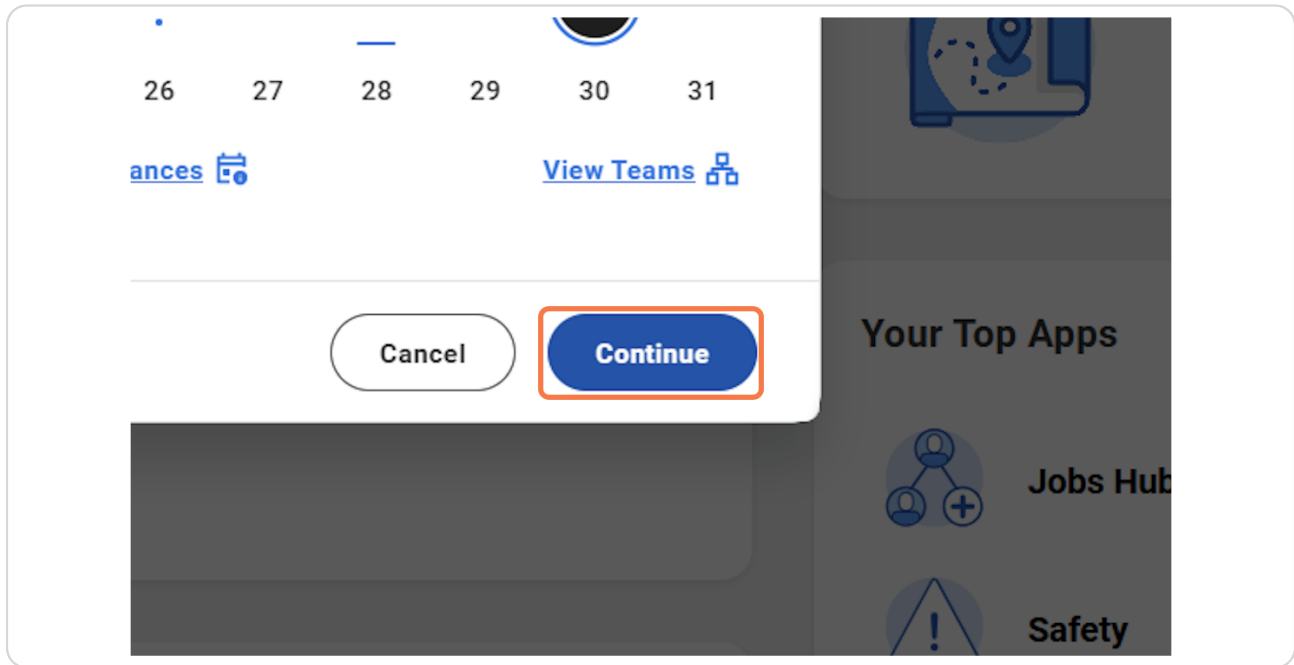 26 27 28 29 30 31
ances View Teams
Cancel Continue
Your Top Apps
Jobs Hub
Safety